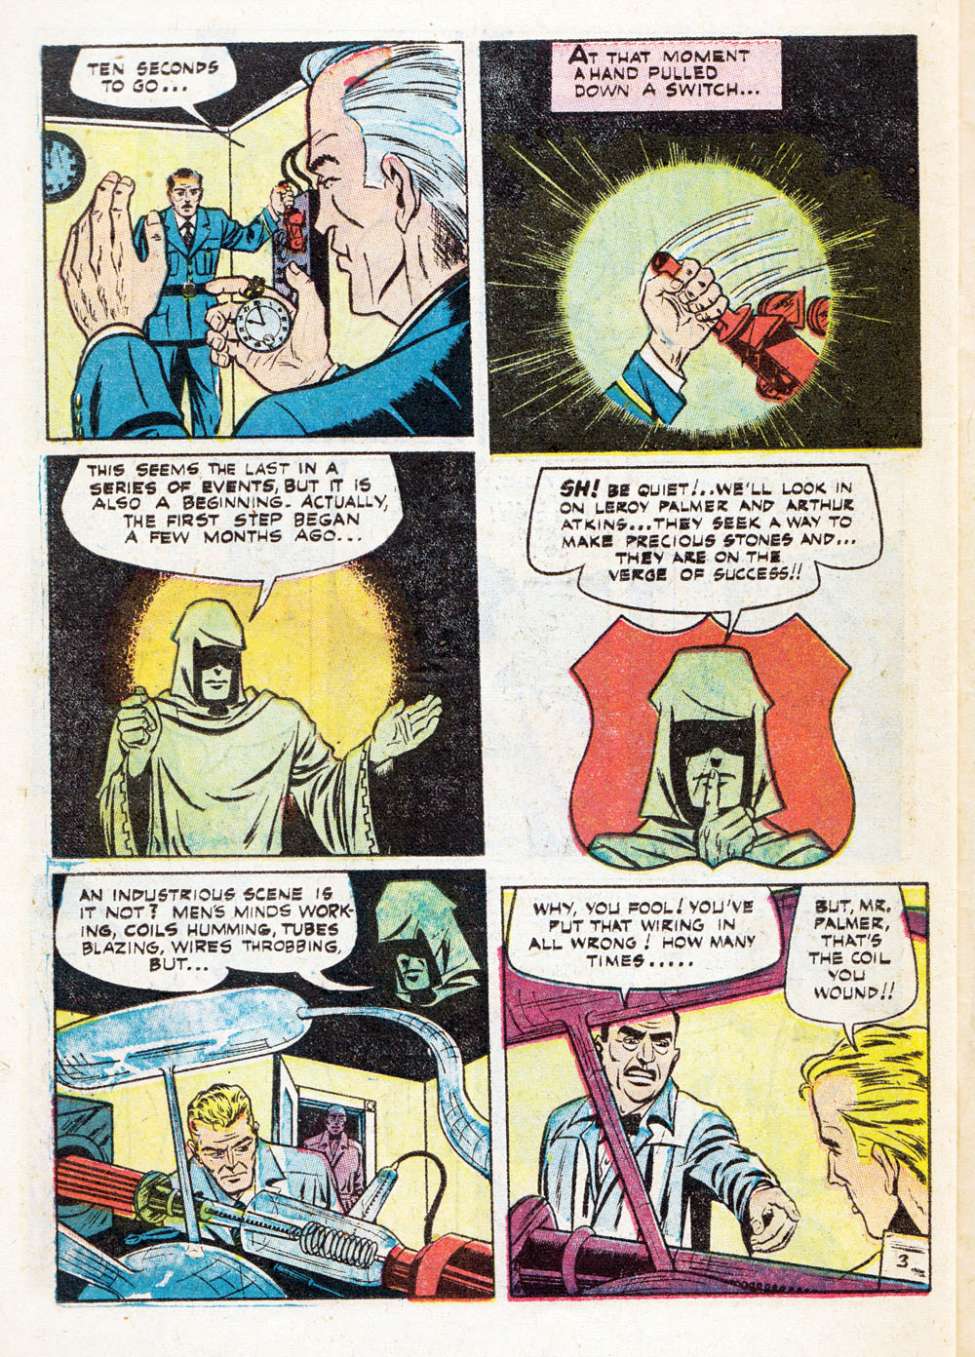 TEN SECONDS
TO GO...
AT THAT MOMENT
A HAND PULLED
DOWN A SWITCH...
THIS SEEMS THE LAST IN A
SERIES OF EVENTS, BUT IT IS
ALSO A BEGINNING. ACTUALLY,
THE FIRST STEP BEGAN
A FEW MONTHS AGO...
SH! BE QUIET!..WE'LL LOOK IN
ON LEROY PALMER AND ARTHUR
ATKINS...THEY SEEK A WAY TO
MAKE PRECIOUS STONES AND...
THEY ARE ON THE
VERGE OF SUCCESS!!
AN INDUSTRIOUS SCENE IS
IT NOT? MEN'S MINDS WORK-
ING, COILS HUMMING, TUBES
BLAZING, WIRES THROBBING,
BUT...
WHY, YOU FOOL! YOU'VE
PUT THAT WIRING IN
ALL WRONG! HOW MANY
TIMES.....
BUT, MR.
PALMER,
THAT'S
THE COIL
YOU
WOUND!!
3